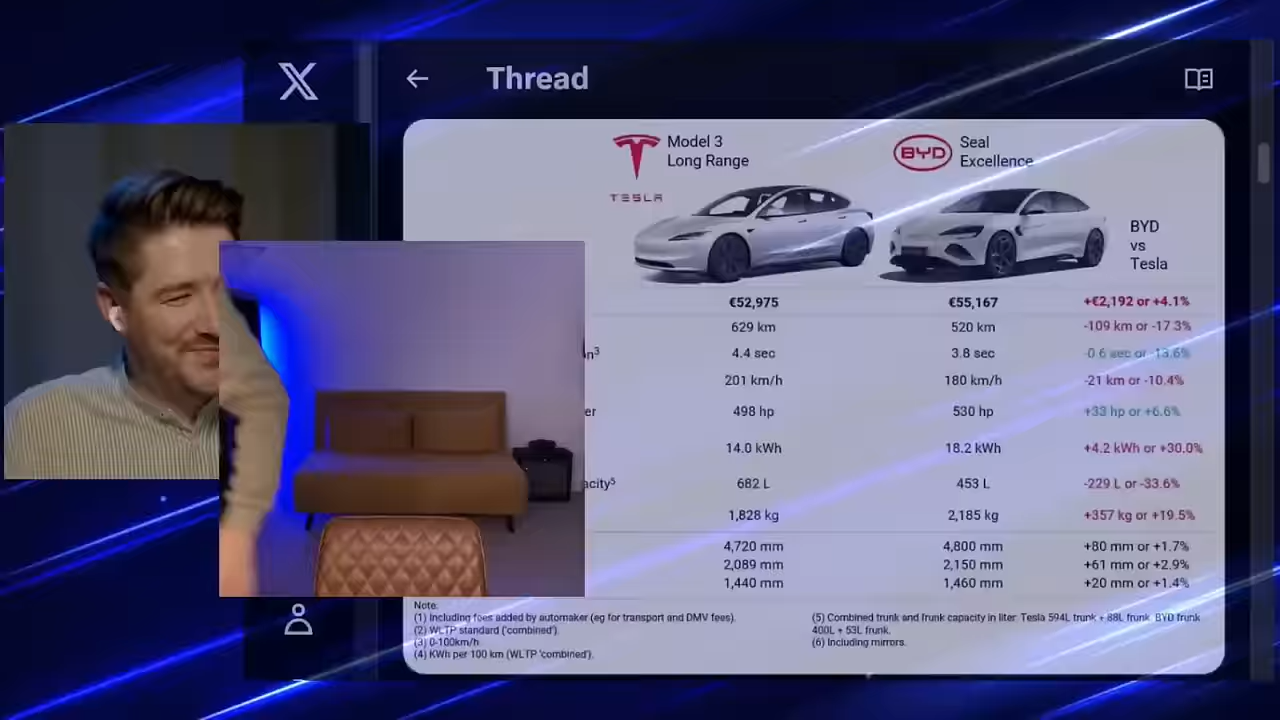 Thread
TESLA
Model 3
Long Range
BYD
Seal
Excellence
BYD
vs
Tesla
€52,975 €55,167 +€2,192 or +4.1%
629 km 520 km -109 km or -17.3%
n³ 4.4 sec 3.8 sec -0.6 sec or -13.6%
201 km/h 180 km/h -21 km or -10.4%
er 498 hp 530 hp +33 hp or +6.6%
14.0 kWh 18.2 kWh +4.2 kWh or +30.0%
acity⁵ 682 L 453 L -229 L or -33.6%
1,828 kg 2,185 kg +357 kg or +19.5%
4,720 mm 4,800 mm +80 mm or +1.7%
2,089 mm 2,150 mm +61 mm or +2.9%
1,440 mm 1,460 mm +20 mm or +1.4%
Note:
(1) Including fees added by automaker (eg for transport and DMV fees).
(2) WLTP standard ('combined').
(3) 0-100km/h
(4) KWh per 100 km (WLTP 'combined').
(5) Combined trunk and frunk capacity in liter. Tesla 594L trunk + 88L frunk. BYD trunk
400L + 53L frunk.
(6) Including mirrors.